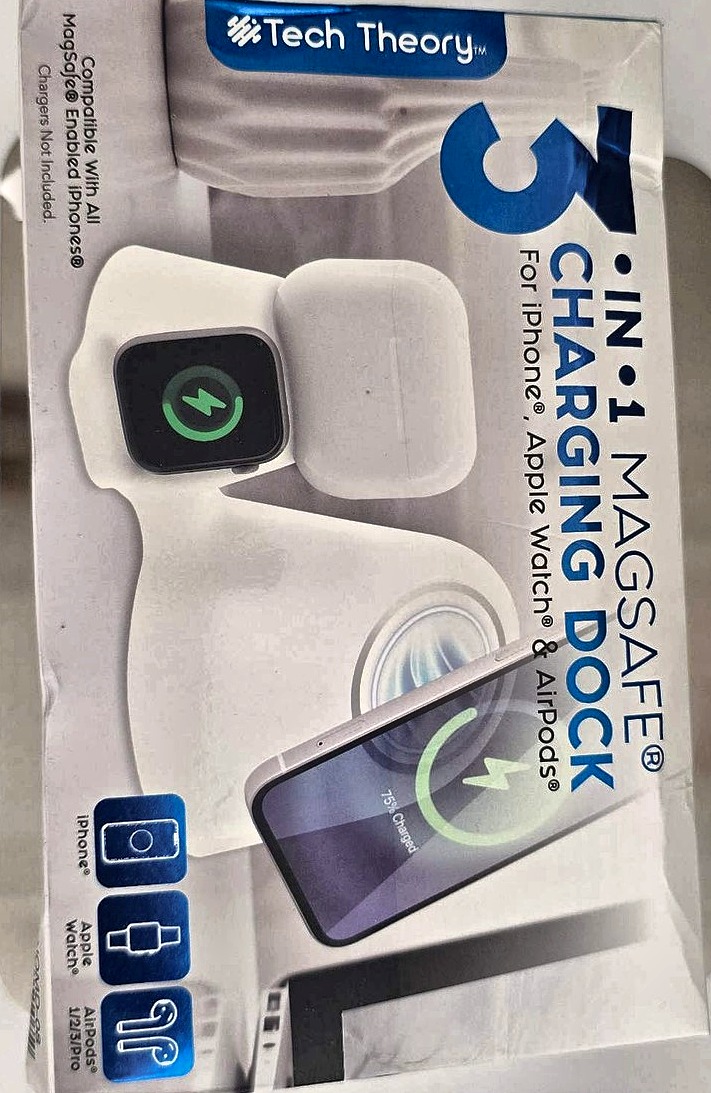 Tech Theory™
3•IN•1 MAGSAFE®
CHARGING DOCK
For iPhone®, Apple Watch® & AirPods®
75% Charged
Compatible With All
MagSafe® Enabled iPhones®
Chargers Not Included.
iPhone®
Apple
Watch®
AirPods®
1/2/3/Pro